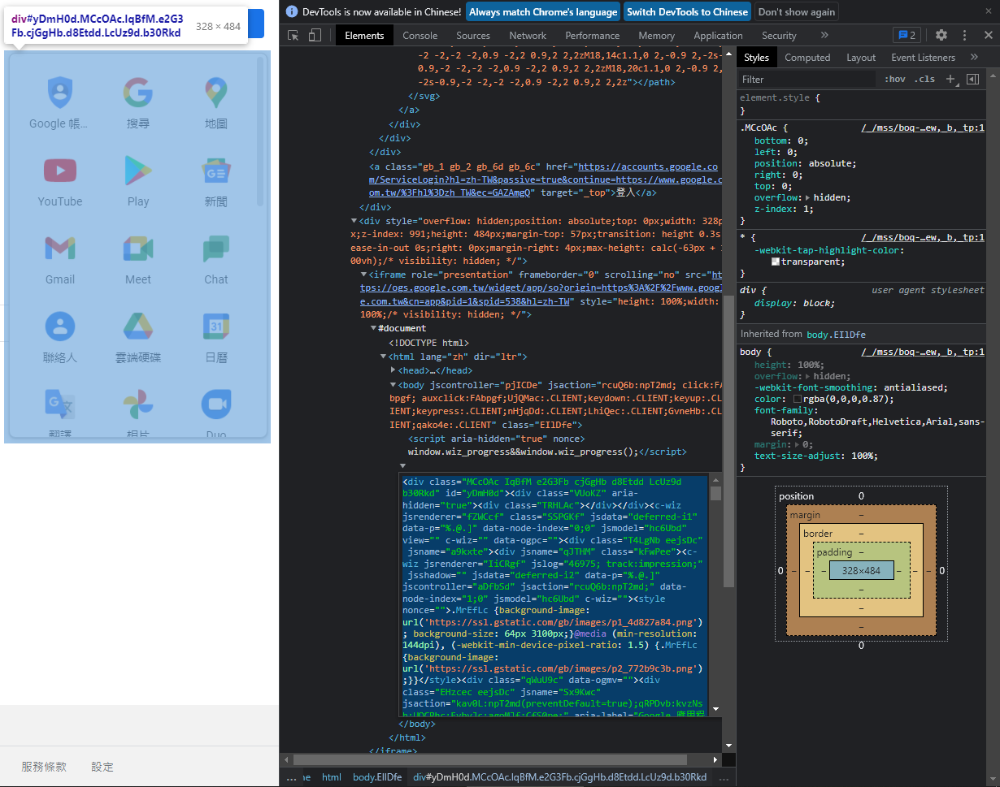 div#yDmH0d.MCcOAc.IqBfM.e2G3
Fb.cjGgHb.d8Etdd.LcUz9d.b30Rkd
328 × 484
Google 帳...
搜尋
地圖
YouTube
Play
新聞
Gmail
Meet
Chat
聯絡人
雲端硬碟
日曆
31
翻譯
相片
Duo
服務條款
設定
DevTools is now available in Chinese!
Always match Chrome's language
Switch DevTools to Chinese
Don't show again
Elements
Console
Sources
Network
Performance
Memory
Application
Security
2
-2 -2,-2 -2,0.9 -2,2 0.9,2 2,2zM18,14c1.1,0 2,-0.9 2,
-2s-0.9,-2 -2,-2 -2,0.9 -2,2 0.9,2 2,2zM18,20c1.1,0 2,-0.9 2,
-2s-0.9,-2 -2,-2 -2,0.9 -2,2 0.9,2 2,2z"></path>
</svg>
</a>
</div>
</div>
</div>
<a class="gb_1 gb_2 gb_6d gb_6c" href="https://accounts.google.co
m/ServiceLogin?hl=zh-TW&passive=true&continue=https://www.google.c
om.tw/%3Fhl%3Dzh_TW&ec=GAZAmgQ" target="_top">登入</a>
</div>
<div style="overflow: hidden;position: absolute;top: 0px;width: 328p
x;z-index: 991;height: 484px;margin-top: 57px;transition: height 0.3s
ease-in-out 0s;right: 0px;margin-right: 4px;max-height: calc(-63px + 1
00vh);/* visibility: hidden; */">
<iframe role="presentation" frameborder="0" scrolling="no" src="ht
tps://ogs.google.com.tw/widget/app/so?origin=https%3A%2F%2Fwww.googl
e.com.tw&cn=app&pid=1&spid=538&hl=zh-TW" style="height: 100%;width:
100%;/* visibility: hidden; */">
#document
<!DOCTYPE html>
<html lang="zh" dir="ltr">
<head>…</head>
<body jscontroller="pjICDe" jsaction="rcuQ6b:npT2md; click:FA
bpgf; auxclick:FAbpgf;UjQMac:.CLIENT;keydown:.CLIENT;keyup:.CL
IENT;keypress:.CLIENT;nHjqDd:.CLIENT;LhiQec:.CLIENT;GvneHb:.CL
IENT;qako4e:.CLIENT" class="EIlDfe">
<script aria-hidden="true" nonce>
window.wiz_progress&&window.wiz_progress();</script>
<div class="MCcOAc IqBfM e2G3Fb cjGgHb d8Etdd LcUz9d
b30Rkd" id="yDmH0d"><div class="VUoKZ" aria-
hidden="true"><div class="TRHLAc"></div></div><c-wiz
jsrenderer="fZWCcf" class="SSPGKf" jsdata="deferred-i1"
data-p="%.@.]" data-node-index="0;0" jsmodel="hc6Ubd"
view="" c-wiz="" data-ogpc=""><div class="T4LgNb eejsDc"
jsname="a9kxte"><div jsname="qJTHM" class="kFwPee"><c-
wiz jsrenderer="IiCRgf" jslog="46975; track:impression;"
jsshadow="" jsdata="deferred-i2" data-p="%.@.]"
jscontroller="aDfbSd" jsaction="rcuQ6b:npT2md;" data-
node-index="1;0" jsmodel="hc6Ubd" c-wiz=""><style
nonce="">.MrEfLc {background-image:
url('https://ssl.gstatic.com/gb/images/p1_4d827a84.png')
; background-size: 64px 3100px;}@media (min-resolution:
144dpi), (-webkit-min-device-pixel-ratio: 1.5) {.MrEfLc
{background-image:
url('https://ssl.gstatic.com/gb/images/p2_772b9c3b.png')
;}}</style><div class="qWuU9c" data-ogmv=""><div
class="EHzcec eejsDc" jsname="Sx9Kwc"
jsaction="kav0L:npT2md(preventDefault=true);qRPDvb:kvzNs
aria-label="Google 應用程
</body>
</html>
</iframe>
...
html
body.EIlDfe
div#yDmH0d.MCcOAc.IqBfM.e2G3Fb.cjGgHb.d8Etdd.LcUz9d.b30Rkd
...
Styles
Computed
Layout
Event Listeners
Filter
:hov
.cls
element.style {
}
.MCcOAc {
/_/mss/boq-…ew,_b,_tp:1
bottom: 0;
left: 0;
position: absolute;
right: 0;
top: 0;
overflow: hidden;
z-index: 1;
}
* {
/_/mss/boq-…ew,_b,_tp:1
-webkit-tap-highlight-color:
transparent;
}
div {
user agent stylesheet
display: block;
}
Inherited from body.EIlDfe
body {
/_/mss/boq-…ew,_b,_tp:1
height: 100%;
overflow: hidden;
-webkit-font-smoothing: antialiased;
color: rgba(0,0,0,0.87);
font-family:
Roboto,RobotoDraft,Helvetica,Arial,sans-
serif;
margin: 0;
text-size-adjust: 100%;
}
position
0
margin
–
border
–
padding
–
0
–
–
–
328×484
–
–
–
0
–
–
–
0